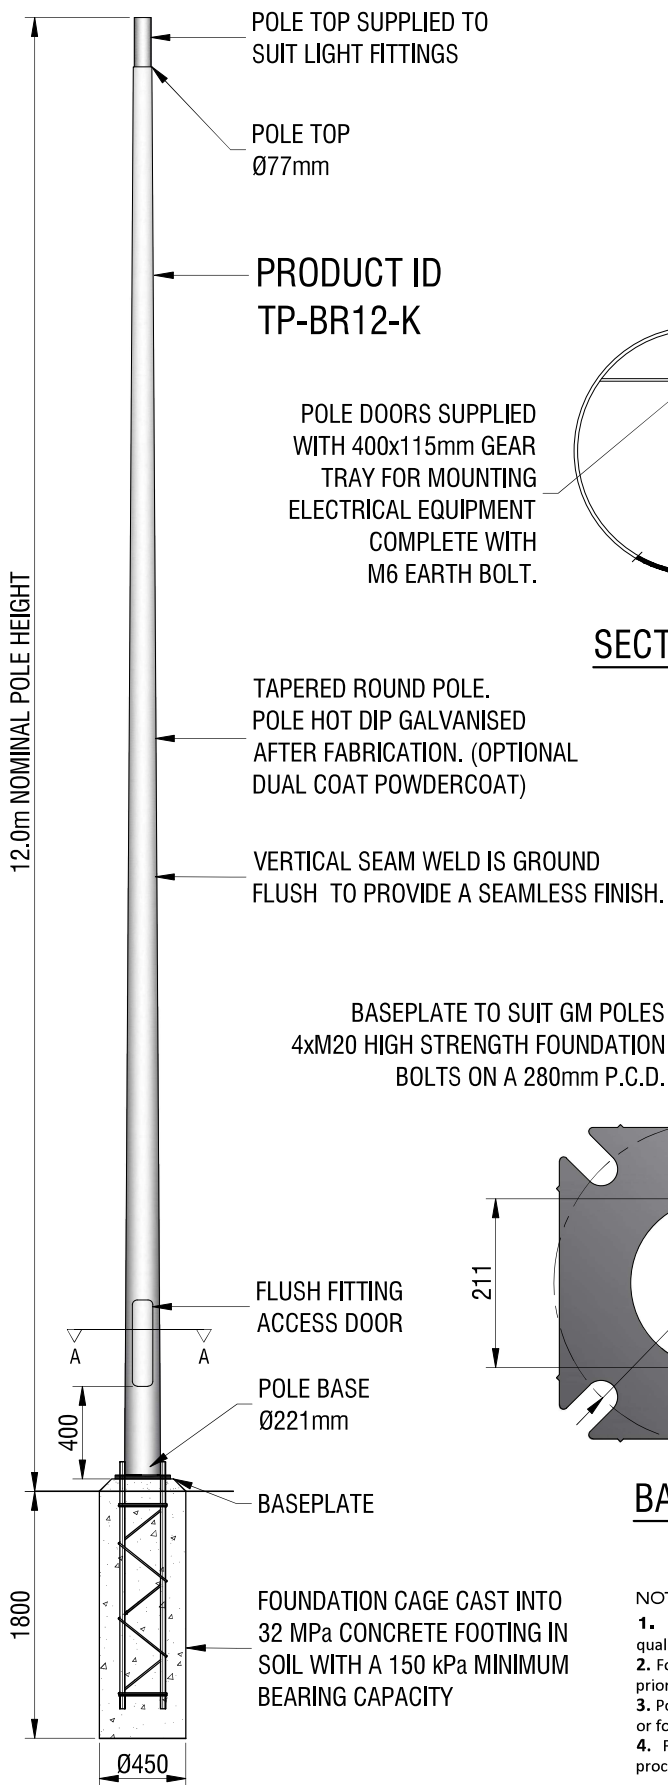 POLE TOP SUPPLIED TO
SUIT LIGHT FITTINGS
POLE TOP
Ø77mm
PRODUCT ID
TP-BR12-K
POLE DOORS SUPPLIED
WITH 400x115mm GEAR
TRAY FOR MOUNTING
ELECTRICAL EQUIPMENT
COMPLETE WITH
M6 EARTH BOLT.
12.0m NOMINAL POLE HEIGHT
TAPERED ROUND POLE.
POLE HOT DIP GALVANISED
AFTER FABRICATION. (OPTIONAL
DUAL COAT POWDERCOAT)
VERTICAL SEAM WELD IS GROUND
FLUSH TO PROVIDE A SEAMLESS FINISH.
BASEPLATE TO SUIT GM POLES
4xM20 HIGH STRENGTH FOUNDATION
BOLTS ON A 280mm P.C.D.
211
FLUSH FITTING
ACCESS DOOR
A A
POLE BASE
Ø221mm
400
BASEPLATE
1800
FOUNDATION CAGE CAST INTO
32 MPa CONCRETE FOOTING IN
SOIL WITH A 150 kPa MINIMUM
BEARING CAPACITY
Ø450
1.
2.
3.
4.